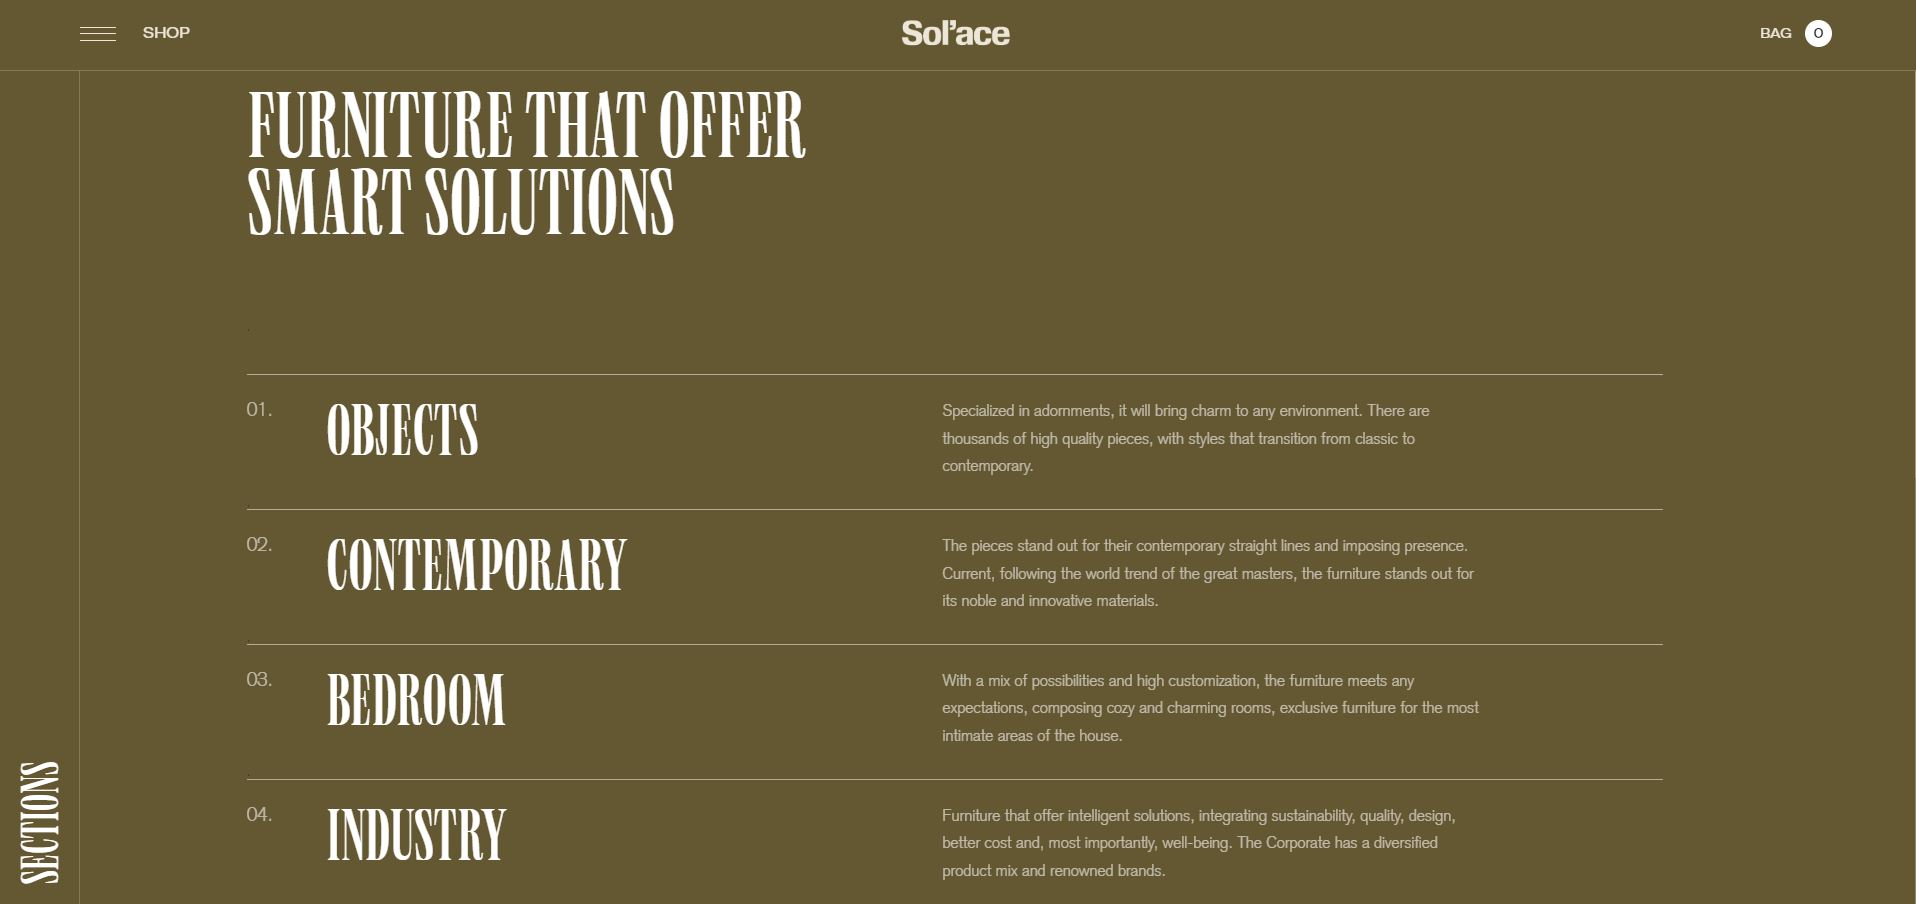 SHOP
Sol'ace
BAG 0
FURNITURE THAT OFFER
SMART SOLUTIONS
01.
OBJECTS
Specialized in adornments, it will bring charm to any environment. There are
thousands of high quality pieces, with styles that transition from classic to
contemporary.
02.
CONTEMPORARY
The pieces stand out for their contemporary straight lines and imposing presence.
Current, following the world trend of the great masters, the furniture stands out for
its noble and innovative materials.
03.
BEDROOM
With a mix of possibilities and high customization, the furniture meets any
expectations, composing cozy and charming rooms, exclusive furniture for the most
intimate areas of the house.
04.
INDUSTRY
Furniture that offer intelligent solutions, integrating sustainability, quality, design,
better cost and, most importantly, well-being. The Corporate has a diversified
product mix and renowned brands.
SECTIONS